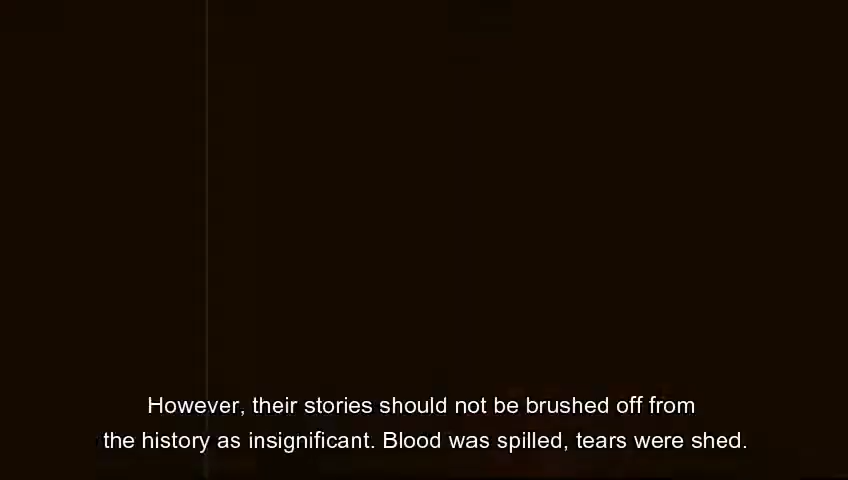 However, their stories should not be brushed off from
the history as insignificant. Blood was spilled, tears were shed.